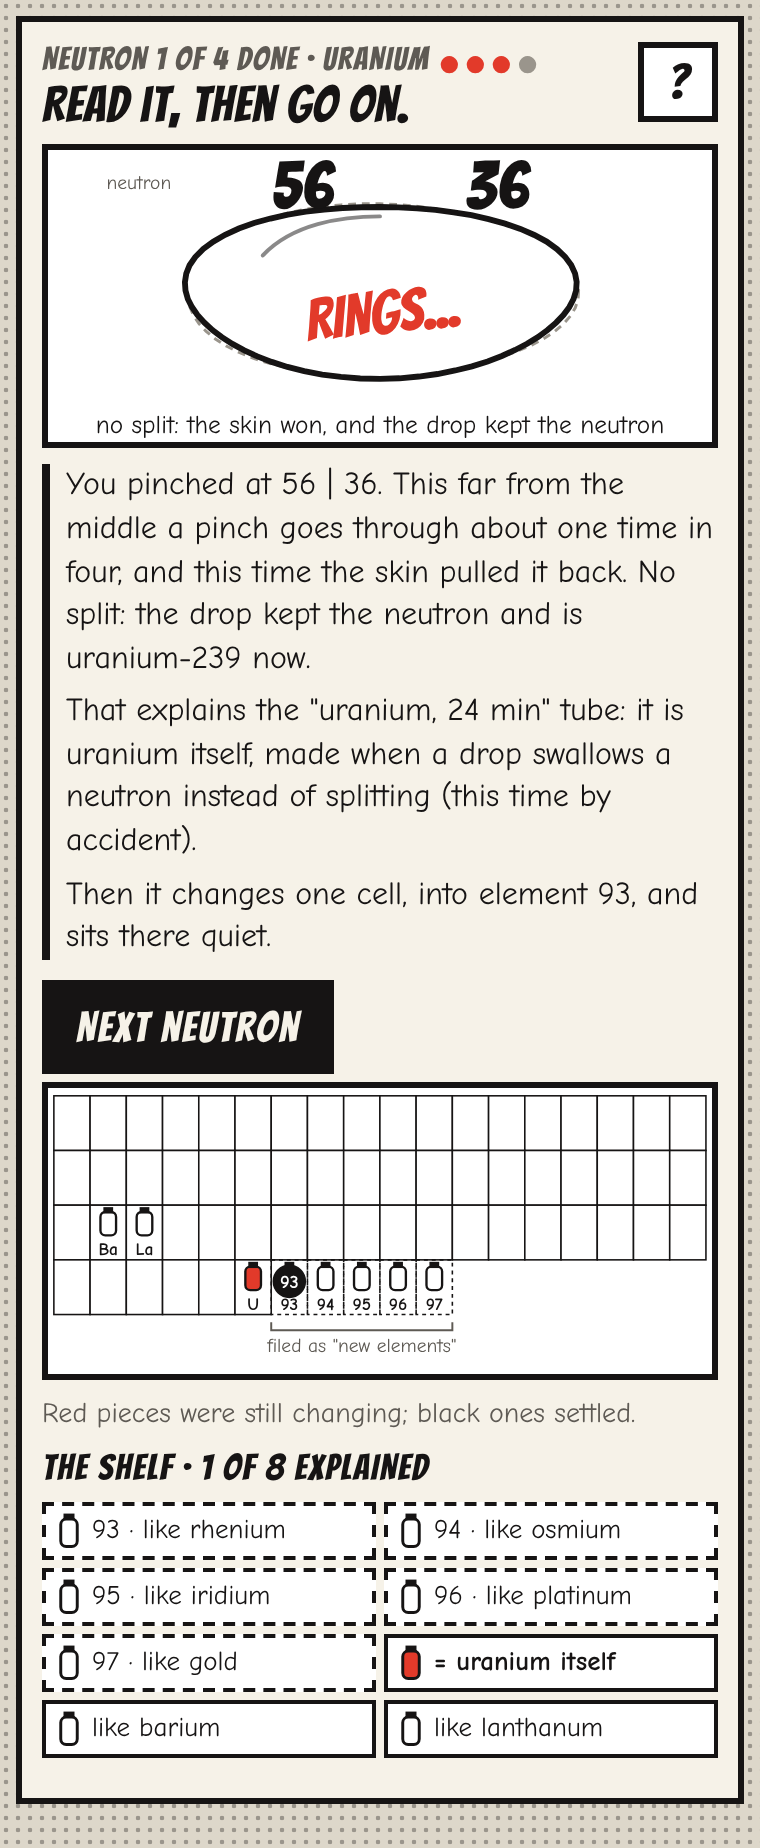 NEUTRON 1 OF 4 DONE · URANIUM
READ IT, THEN GO ON.
?
neutron
56
36
RINGS...
no split: the skin won, and the drop kept the neutron
You pinched at 56 | 36. This far from the
middle a pinch goes through about one time in
four, and this time the skin pulled it back. No
split: the drop kept the neutron and is
uranium-239 now.
That explains the "uranium, 24 min" tube: it is
uranium itself, made when a drop swallows a
neutron instead of splitting (this time by
accident).
Then it changes one cell, into element 93, and
sits there quiet.
NEXT NEUTRON
Ba La
93
U 93 94 95 96 97
filed as "new elements"
Red pieces were still changing; black ones settled.
THE SHELF · 1 OF 8 EXPLAINED
93 · like rhenium
94 · like osmium
95 · like iridium
96 · like platinum
97 · like gold
= uranium itself
like barium
like lanthanum